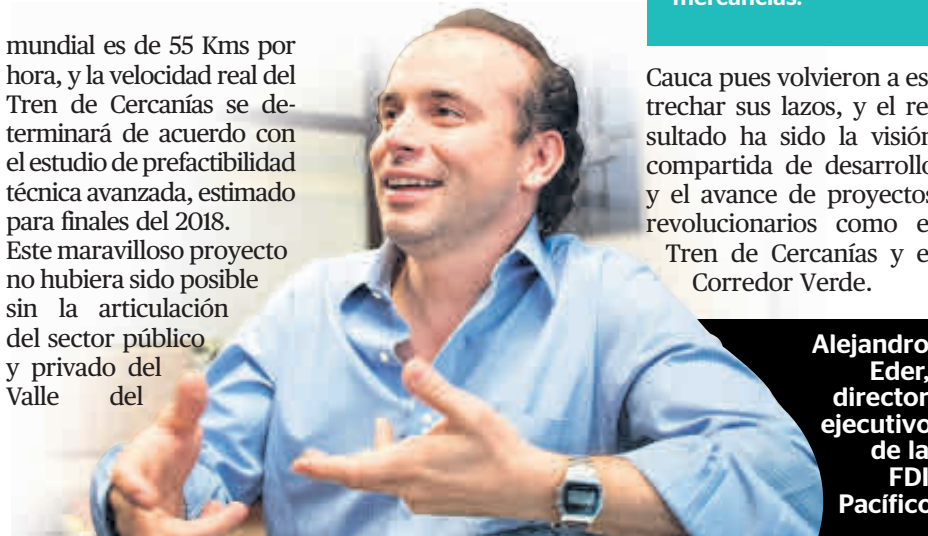 mundial es de 55 Kms por
hora, y la velocidad real del
Tren de Cercanías se de-
terminará de acuerdo con
el estudio de prefactibilidad
técnica avanzada, estimado
para finales del 2018.
Este maravilloso proyecto
no hubiera sido posible
sin la articulación
del sector público
y privado del
Valle del
mercancías.
Cauca pues volvieron a es
trechar sus lazos, y el re
sultado ha sido la visión
compartida de desarrollo
y el avance de proyectos
revolucionarios como e
Tren de Cercanías y e
Corredor Verde.
Alejandro
Eder,
director
ejecutivo
de la
FDI
Pacífico